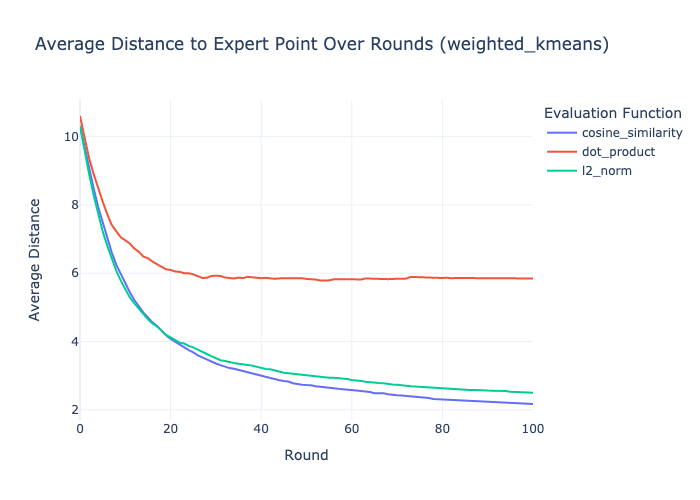 Average Distance to Expert Point Over Rounds (weighted_kmeans)
Evaluation Function
cosine_similarity
dot_product
l2_norm
Average Distance
10
8
6
4
2
0
20
40
60
80
100
Round